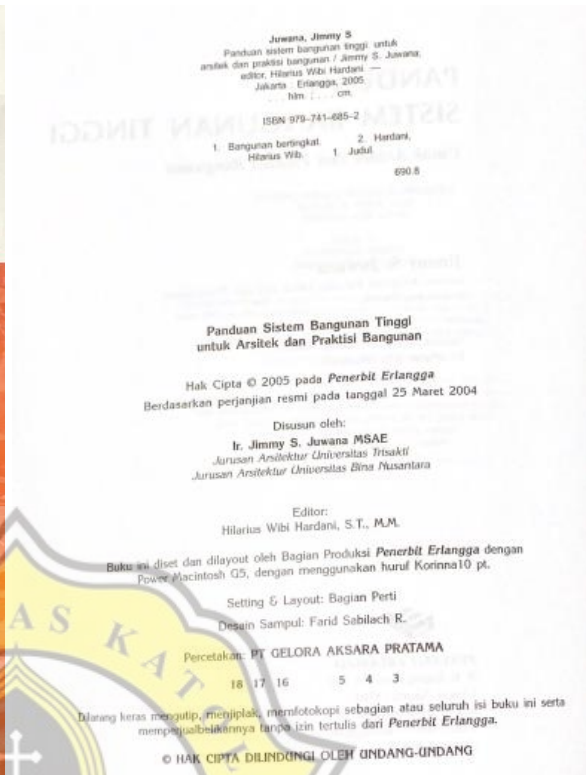 Juwana, Jimmy S
Panduan sistem bangunan tinggi untuk
arsitek dan praktisi bangunan / Jimmy S. Juwana;
editor, Hilarius Wibi Hardani. —
Jakarta : Erlangga, 2005.
. . . hlm. ; . . . cm.
ISBN 979-741-685-2
1. Bangunan bertingkat. 2. Hardani,
Hilarius Wib. 1. Judul.
690.8
Panduan Sistem Bangunan Tinggi
untuk Arsitek dan Praktisi Bangunan
Hak Cipta © 2005 pada Penerbit Erlangga
Berdasarkan perjanjian resmi pada tanggal 25 Maret 2004
Disusun oleh:
Ir. Jimmy S. Juwana MSAE
Jurusan Arsitektur Universitas Trisakti
Jurusan Arsitektur Universitas Bina Nusantara
Editor:
Hilarius Wibi Hardani, S.T., M.M.
Buku ini diset dan dilayout oleh Bagian Produksi Penerbit Erlangga dengan
Power Macintosh G5, dengan menggunakan huruf Korinna10 pt.
Setting & Layout: Bagian Perti
Desain Sampul: Farid Sabilach R.
Percetakan: PT GELORA AKSARA PRATAMA
18 17 16 5 4 3
Dilarang keras mengutip, menjiplak, memfotokopi sebagian atau seluruh isi buku ini serta
memperjualbelikannya tanpa izin tertulis dari Penerbit Erlangga.
© HAK CIPTA DILINDUNGI OLEH UNDANG-UNDANG
AS KAT